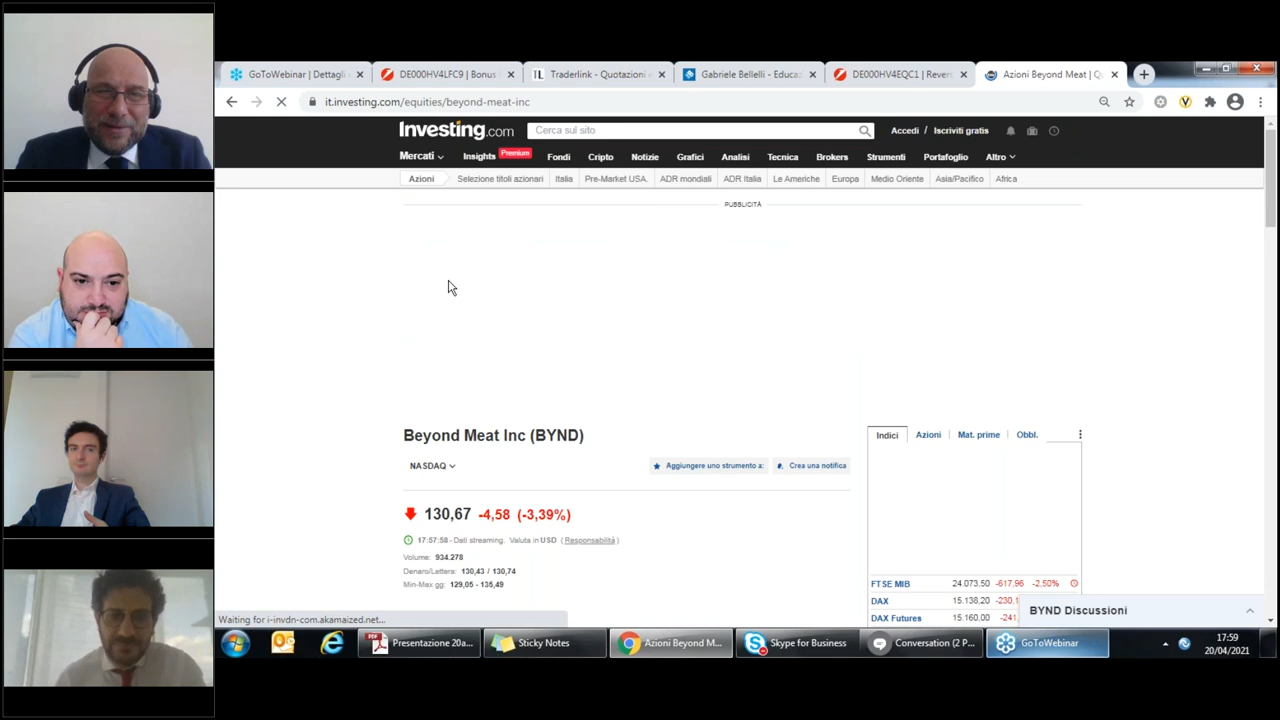 GoToWebinar | Dettagli
DE000HV4LFC9 | Bonus
TL Traderlink - Quotazioni e
Gabriele Bellelli - Educaz
DE000HV4EQC1 | Revers
Azioni Beyond Meat | Q
it.investing.com/equities/beyond-meat-inc
Investing.com
Cerca sul sito
Accedi / Iscriviti gratis
Mercati
Insights
Premium
Fondi
Cripto
Notizie
Grafici
Analisi
Tecnica
Brokers
Strumenti
Portafoglio
Altro
Azioni
Selezione titoli azionari
Italia
Pre-Market USA.
ADR mondiali
ADR Italia
Le Americhe
Europa
Medio Oriente
Asia/Pacifico
Africa
PUBBLICITÀ
Beyond Meat Inc (BYND)
NASDAQ
Aggiungere uno strumento a:
Crea una notifica
130,67 -4,58 (-3,39%)
17:57:58 - Dati streaming. Valuta in USD ( Responsabilità )
Volume: 934.278
Denaro/Lettera: 130,43 / 130,74
Min-Max gg: 129,05 - 135,49
Indici
Azioni
Mat. prime
Obbl.
FTSE MIB 24.073,50 -617,96 -2,50%
DAX 15.138,20 -230,1
DAX Futures 15.160,00 -241,
BYND Discussioni
Waiting for i-invdn-com.akamaized.net...
Presentazione 20a...
Sticky Notes
Azioni Beyond M...
Skype for Business
Conversation (2 P...
GoToWebinar
17:59
20/04/2021